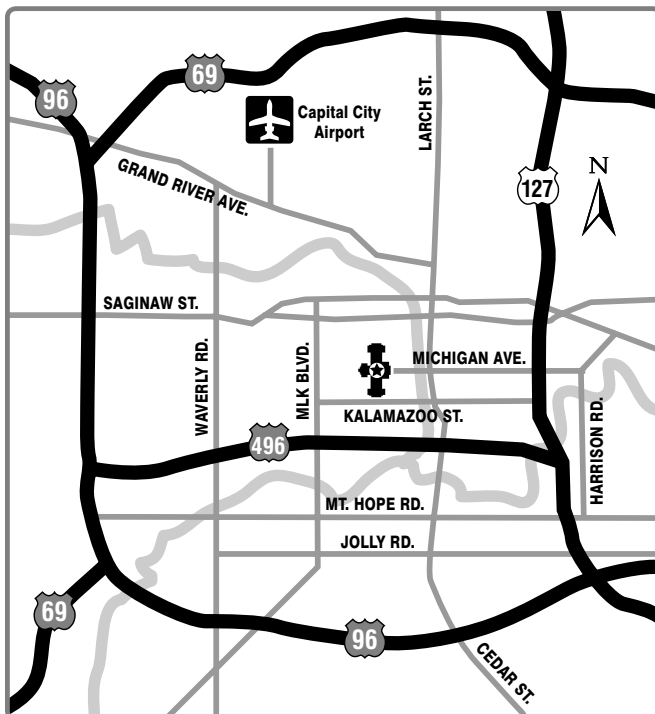 69
96
LARCH ST.
Capital City
Airport
GRAND RIVER AVE.
127
N
SAGINAW ST.
WAVERLY RD.
MLK BLVD.
MICHIGAN AVE.
KALAMAZOO ST.
HARRISON RD.
496
MT. HOPE RD.
JOLLY RD.
69
96
CEDAR ST.